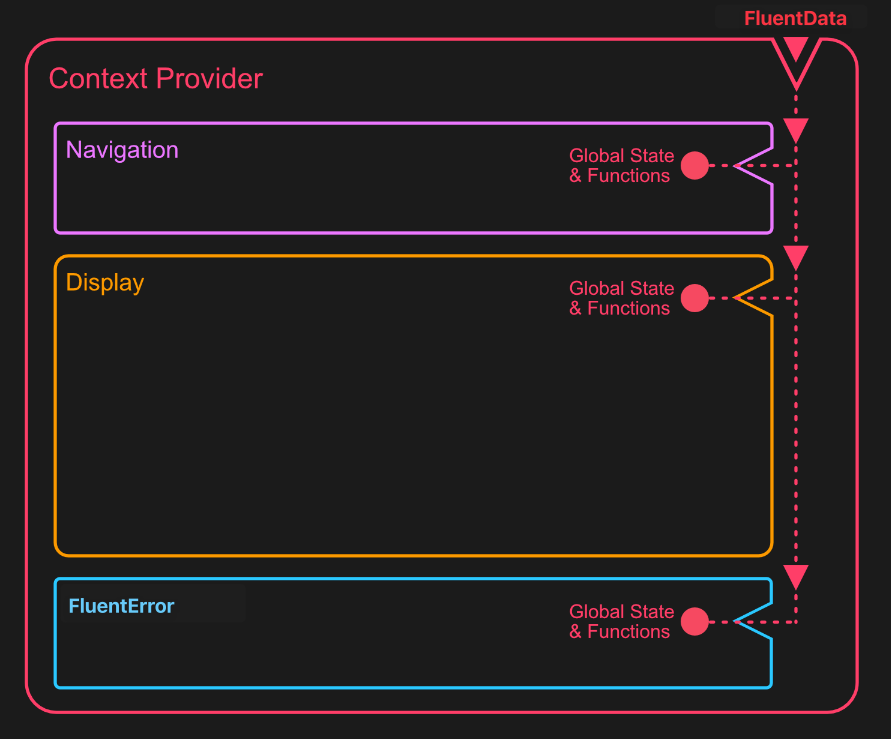 FluentData
Context Provider
Navigation
Global State
& Functions
Display
Global State
& Functions
FluentError
Global State
& Functions